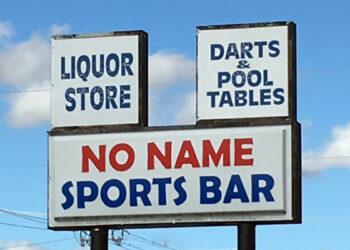 LIQUOR
STORE
DARTS
&
POOL
TABLES
NO NAME
SPORTS BAR